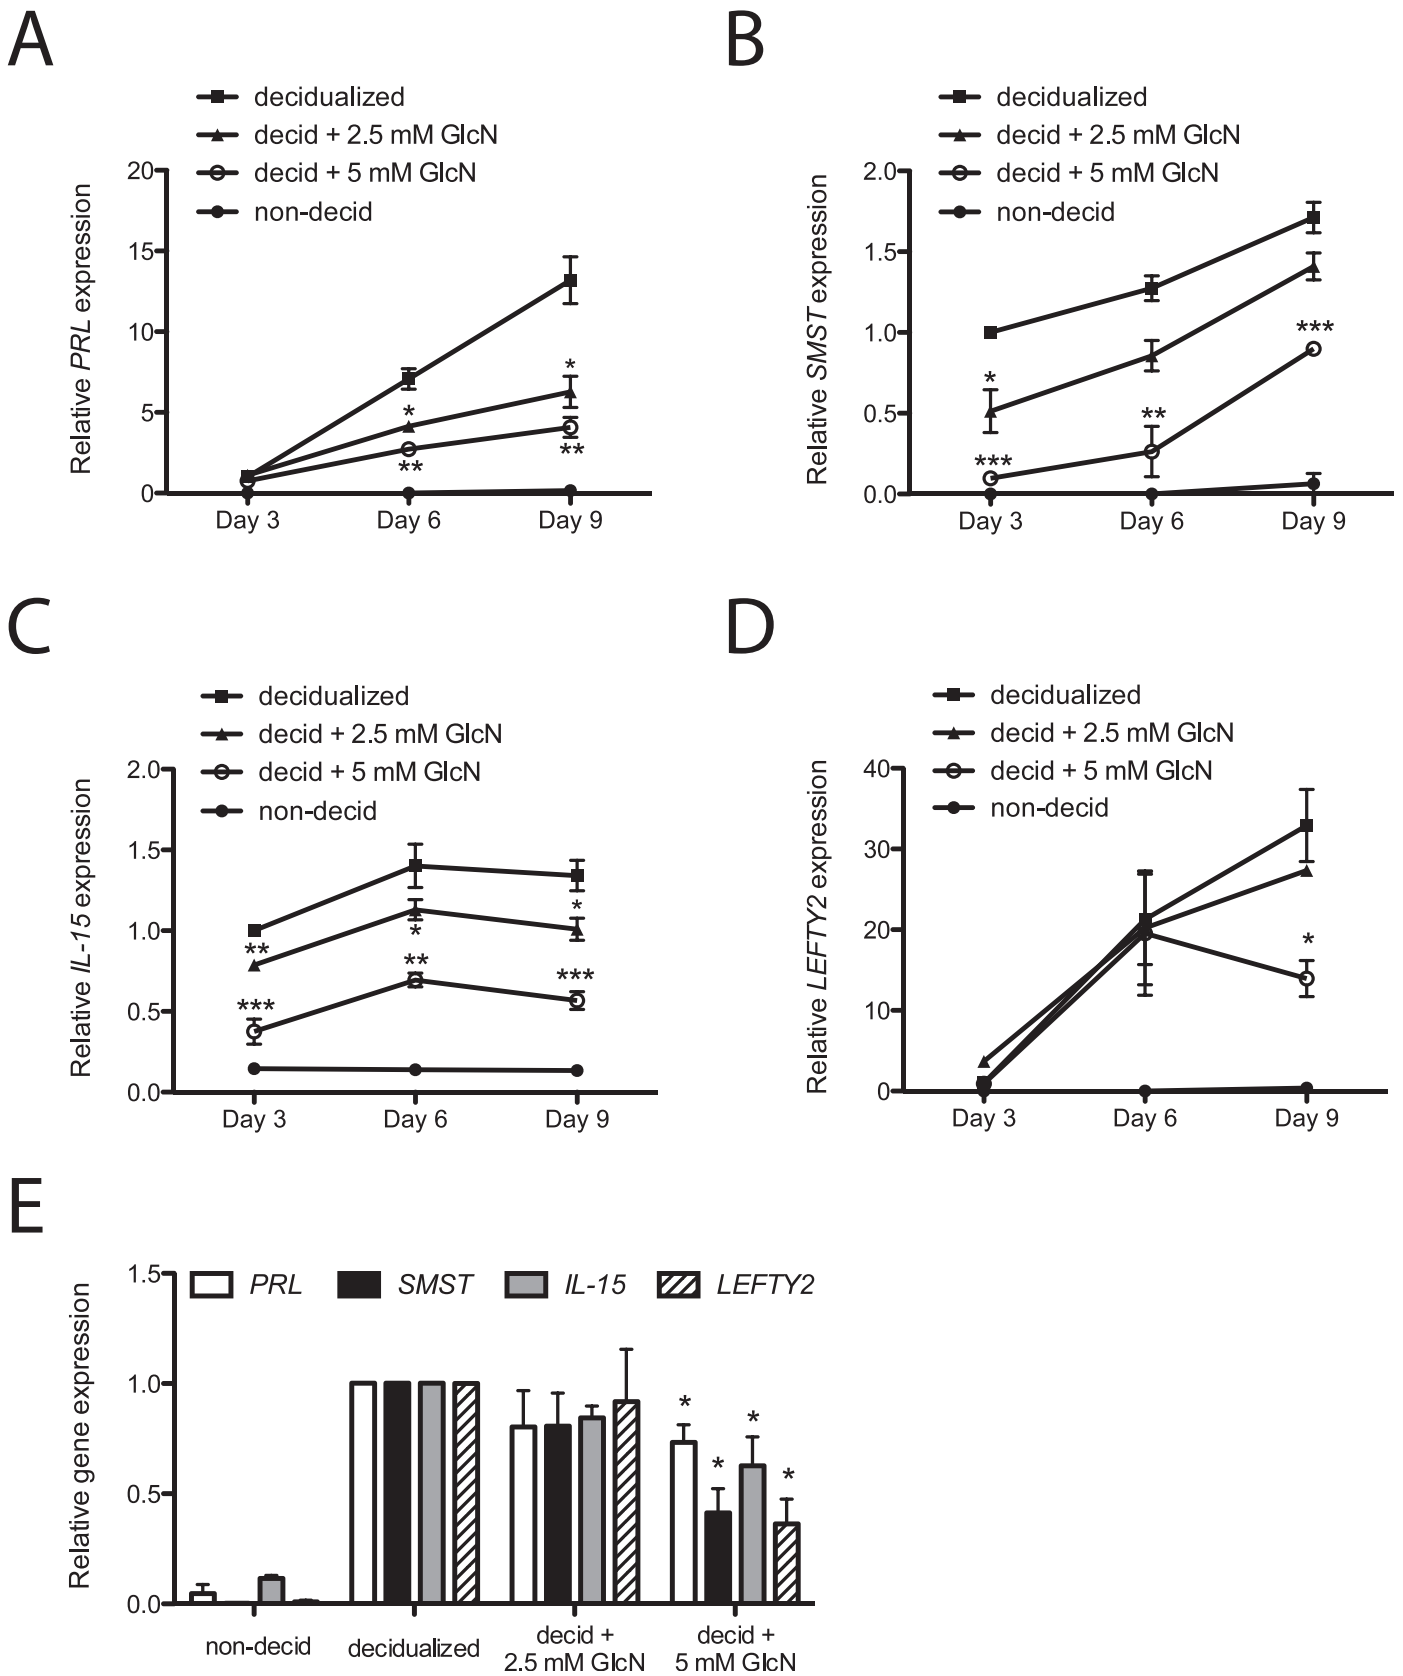 A
decidualized
decid + 2.5 mM GlcN
decid + 5 mM GlcN
non-decid
Relative PRL expression
20
15
10
5
0
*
*
**
**
Day 3
Day 6
Day 9
B
decidualized
decid + 2.5 mM GlcN
decid + 5 mM GlcN
non-decid
Relative SMST expression
2.0
1.5
1.0
0.5
0.0
***
*
**
***
Day 3
Day 6
Day 9
C
decidualized
decid + 2.5 mM GlcN
decid + 5 mM GlcN
non-decid
Relative IL-15 expression
2.0
1.5
1.0
0.5
0.0
*
*
**
**
***
***
Day 3
Day 6
Day 9
D
decidualized
decid + 2.5 mM GlcN
decid + 5 mM GlcN
non-decid
Relative LEFTY2 expression
40
30
20
10
0
*
Day 3
Day 6
Day 9
E
PRL
SMST
IL-15
LEFTY2
Relative gene expression
1.5
1.0
0.5
0.0
*
*
*
*
non-decid
decidualized
decid +
2.5 mM GlcN
decid +
5 mM GlcN